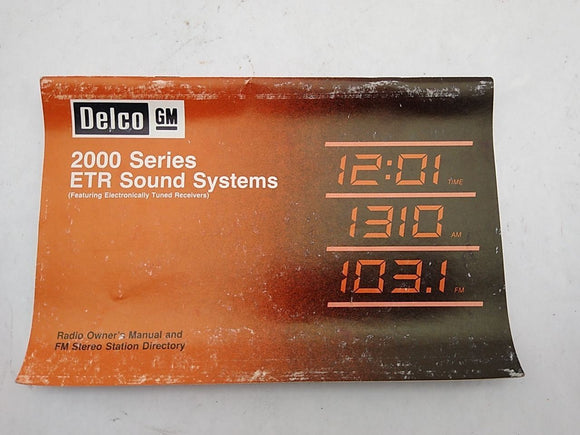 Delco GM
2000 Series
ETR Sound Systems
(Featuring Electronically Tuned Receivers)
12:01 TIME
1310 AM
103.1 FM
Radio Owner's Manual and
FM Stereo Station Directory